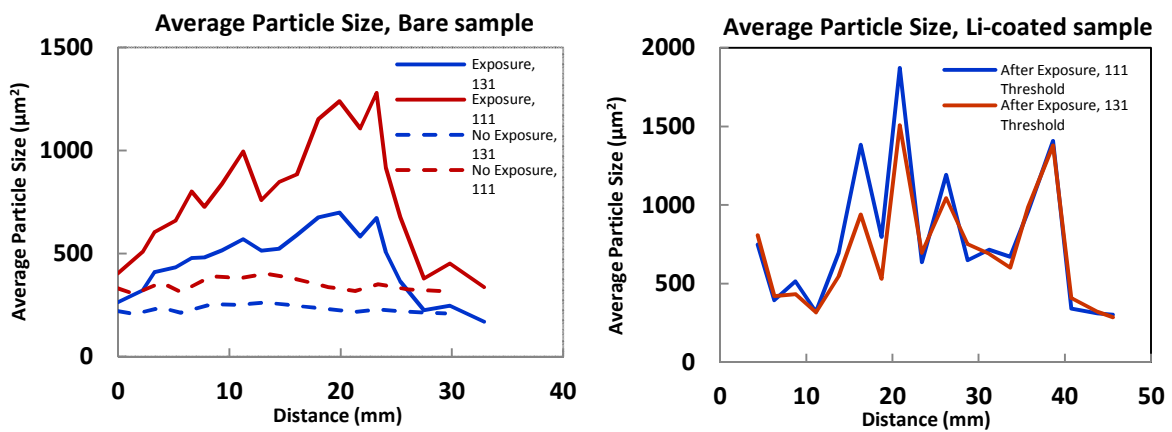 Average Particle Size, Bare sample
1500
1000
500
0
0
10
20
30
40
Average Particle Size (µm²)
Distance (mm)
Exposure,
131
Exposure,
111
No Exposure,
131
No Exposure,
111
Average Particle Size, Li-coated sample
2000
1500
1000
500
0
0
10
20
30
40
50
Average Particle Size (µm²)
Distance (mm)
After Exposure, 111
Threshold
After Exposure, 131
Threshold